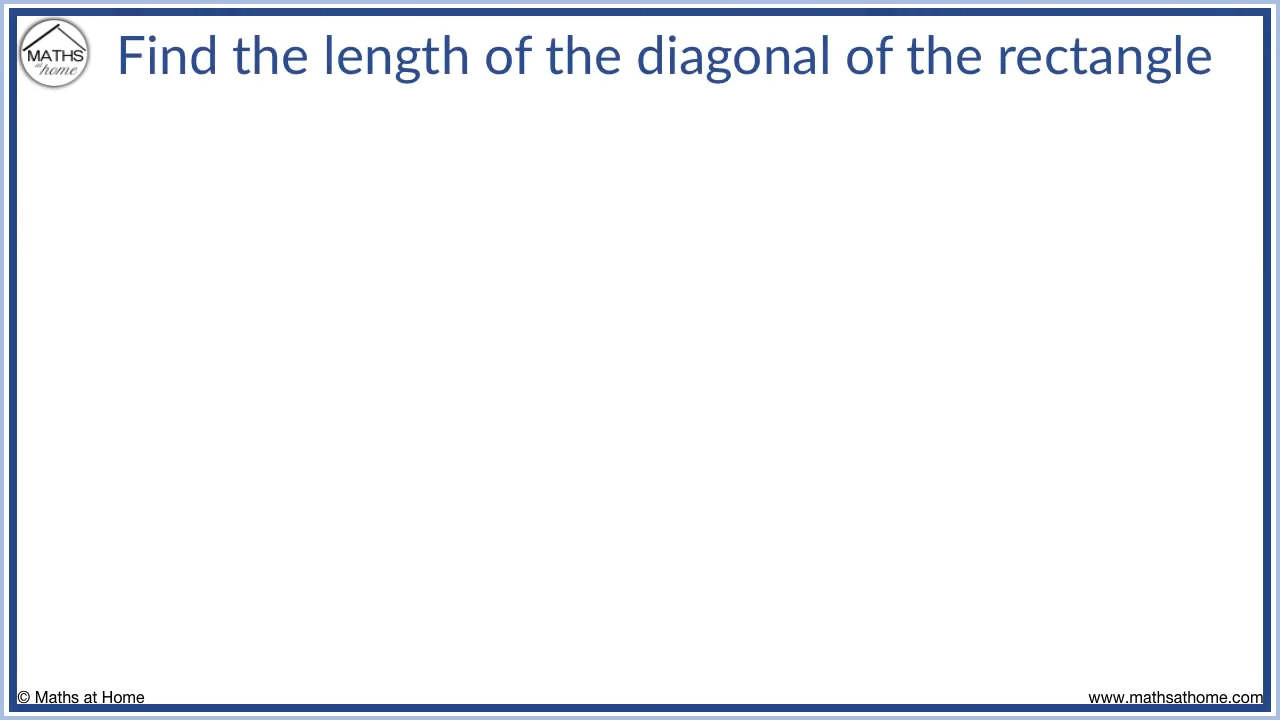 MATHS
at home
Find the length of the diagonal of the rectangle
© Maths at Home
www.mathsathome.com